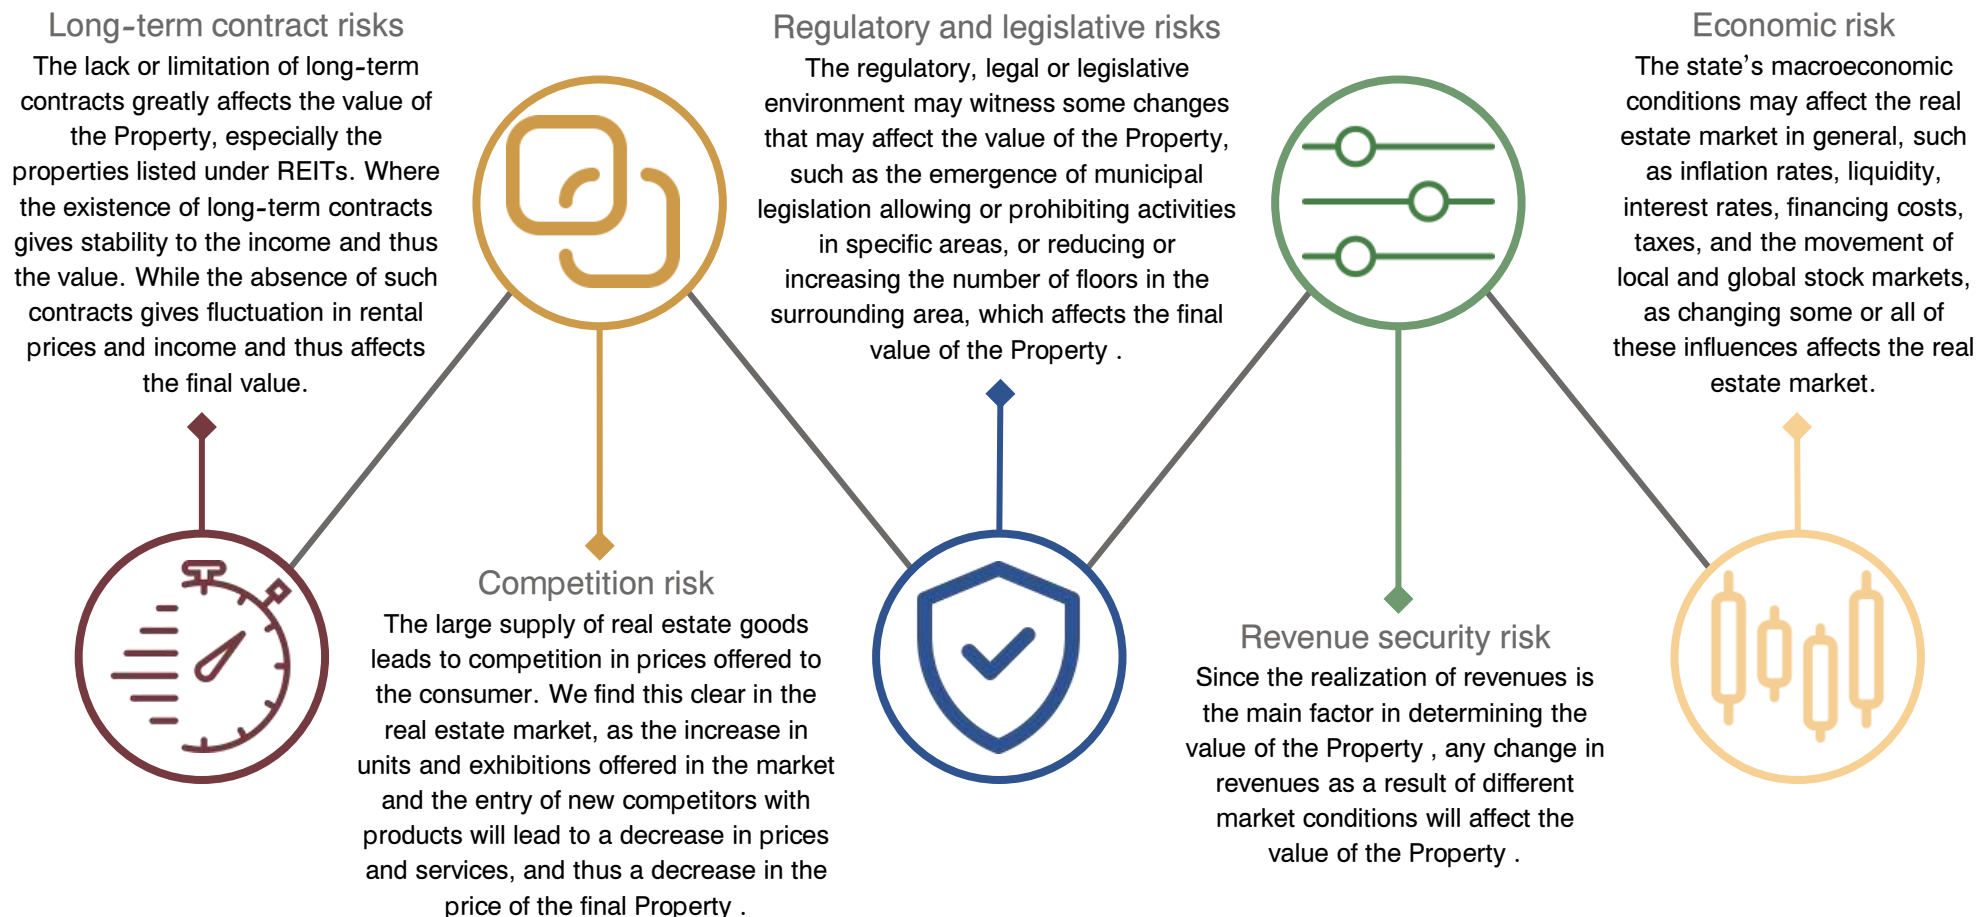 Long-term contract risks
The lack or limitation of long-term
contracts greatly affects the value of
the Property, especially the
properties listed under REITs. Where
the existence of long-term contracts
gives stability to the income and thus
the value. While the absence of such
contracts gives fluctuation in rental
prices and income and thus affects
the final value.
Competition risk
The large supply of real estate goods
leads to competition in prices offered to
the consumer. We find this clear in the
real estate market, as the increase in
units and exhibitions offered in the market
and the entry of new competitors with
products will lead to a decrease in prices
and services, and thus a decrease in the
price of the final Property .
Regulatory and legislative risks
The regulatory, legal or legislative
environment may witness some changes
that may affect the value of the Property,
such as the emergence of municipal
legislation allowing or prohibiting activities
in specific areas, or reducing or
increasing the number of floors in the
surrounding area, which affects the final
value of the Property .
Revenue security risk
Since the realization of revenues is
the main factor in determining the
value of the Property , any change in
revenues as a result of different
market conditions will affect the
value of the Property .
Economic risk
The state’s macroeconomic
conditions may affect the real
estate market in general, such
as inflation rates, liquidity,
interest rates, financing costs,
taxes, and the movement of
local and global stock markets,
as changing some or all of
these influences affects the real
estate market.